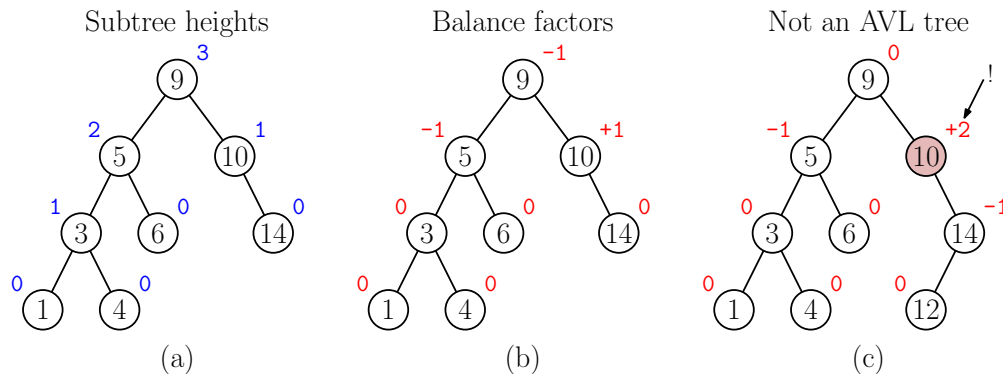 Subtree heights Balance factors Not an AVL tree
3 -1 0
9 9 9 !
2 1 -1 +1 -1 +2
5 10 5 10 5 10
1 0 0 0 0 0 0 0 -1
3 6 14 3 6 14 3 6 14
0 0 0 0 0 0 0
1 4 1 4 1 4 12
(a) (b) (c)